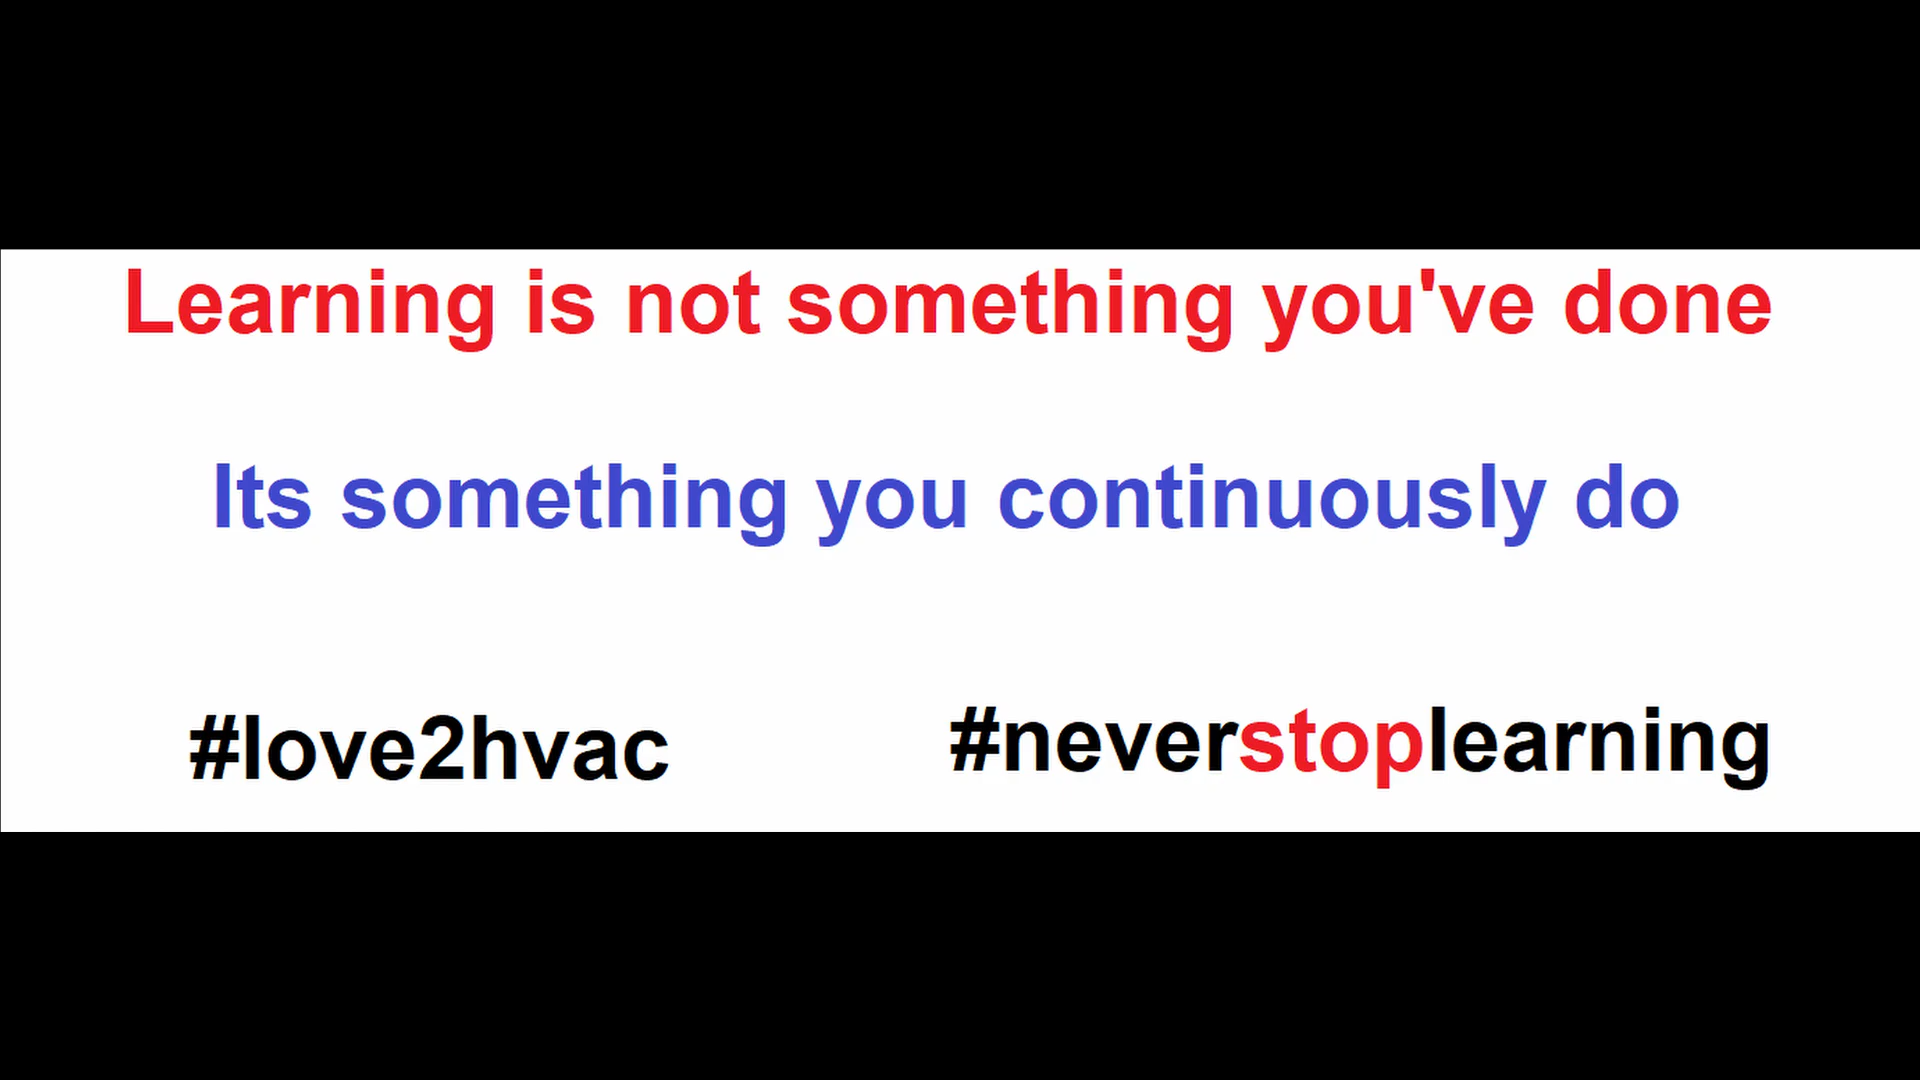 Learning is not something you've done
Its something you continuously do
#love2hvac #neverstoplearning